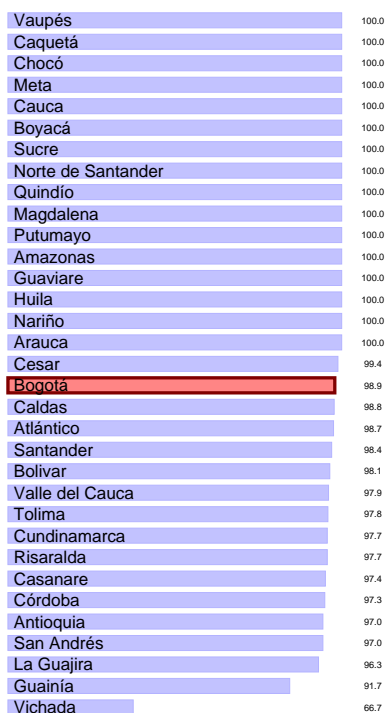 Vaupés 100.0
Caquetá 100.0
Chocó 100.0
Meta 100.0
Cauca 100.0
Boyacá 100.0
Sucre 100.0
Norte de Santander 100.0
Quindío 100.0
Magdalena 100.0
Putumayo 100.0
Amazonas 100.0
Guaviare 100.0
Huila 100.0
Nariño 100.0
Arauca 100.0
Cesar 99.4
Bogotá 98.9
Caldas 98.8
Atlántico 98.7
Santander 98.4
Bolivar 98.1
Valle del Cauca 97.9
Tolima 97.8
Cundinamarca 97.7
Risaralda 97.7
Casanare 97.4
Córdoba 97.3
Antioquia 97.0
San Andrés 97.0
La Guajira 96.3
Guainía 91.7
Vichada 66.7